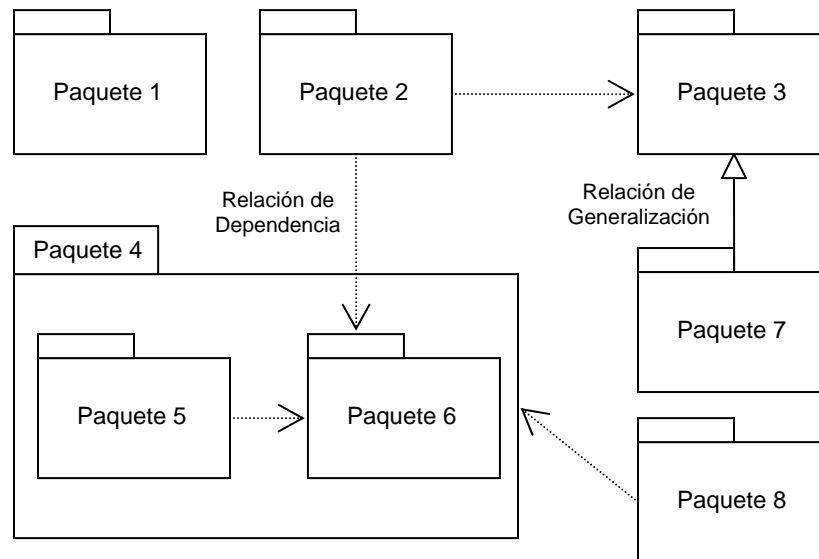 Paquete 1
Paquete 2
Paquete 3
Relación de
Dependencia
Relación de
Generalización
Paquete 4
Paquete 7
Paquete 5
Paquete 6
Paquete 8